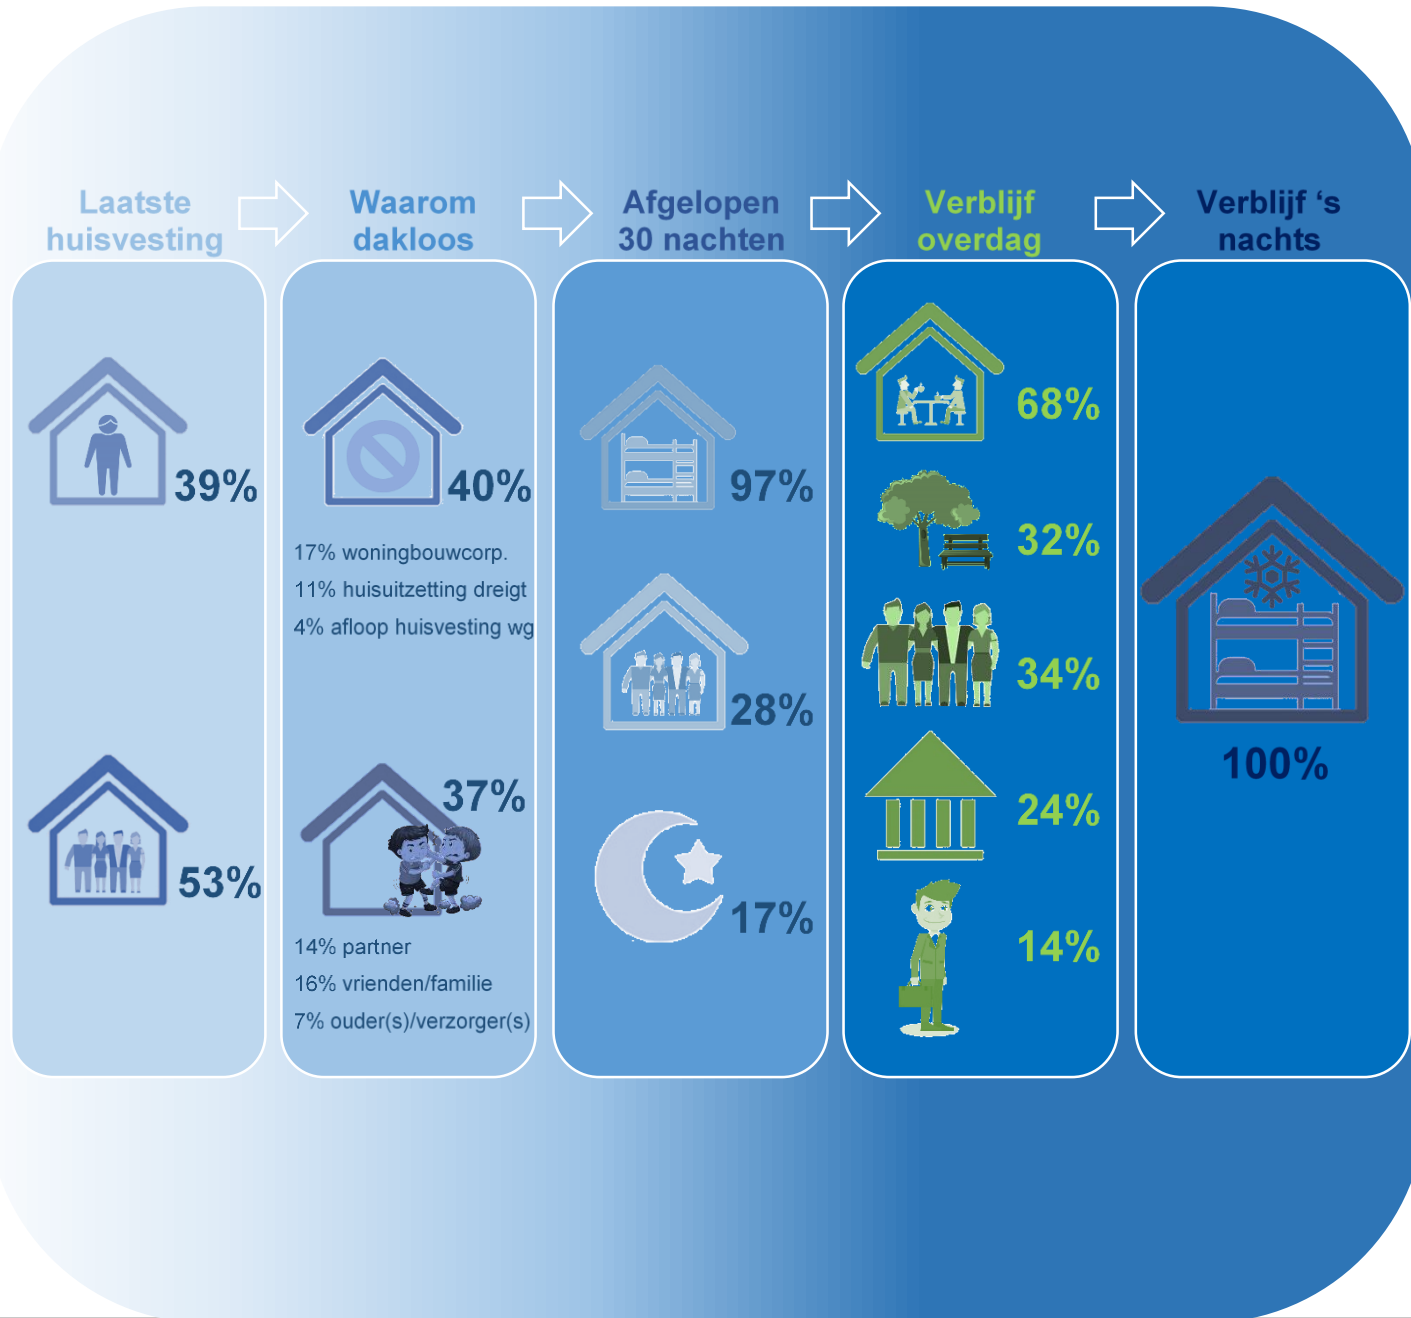 Laatste
huisvesting
Waarom
dakloos
Afgelopen
30 nachten
Verblijf
overdag
Verblijf ‘s
nachts
39%
53%
40%
17% woningbouwcorp.
11% huisuitzetting dreigt
4% afloop huisvesting wg
37%
14% partner
16% vrienden/familie
7% ouder(s)/verzorger(s)
97%
28%
17%
68%
32%
34%
24%
14%
100%